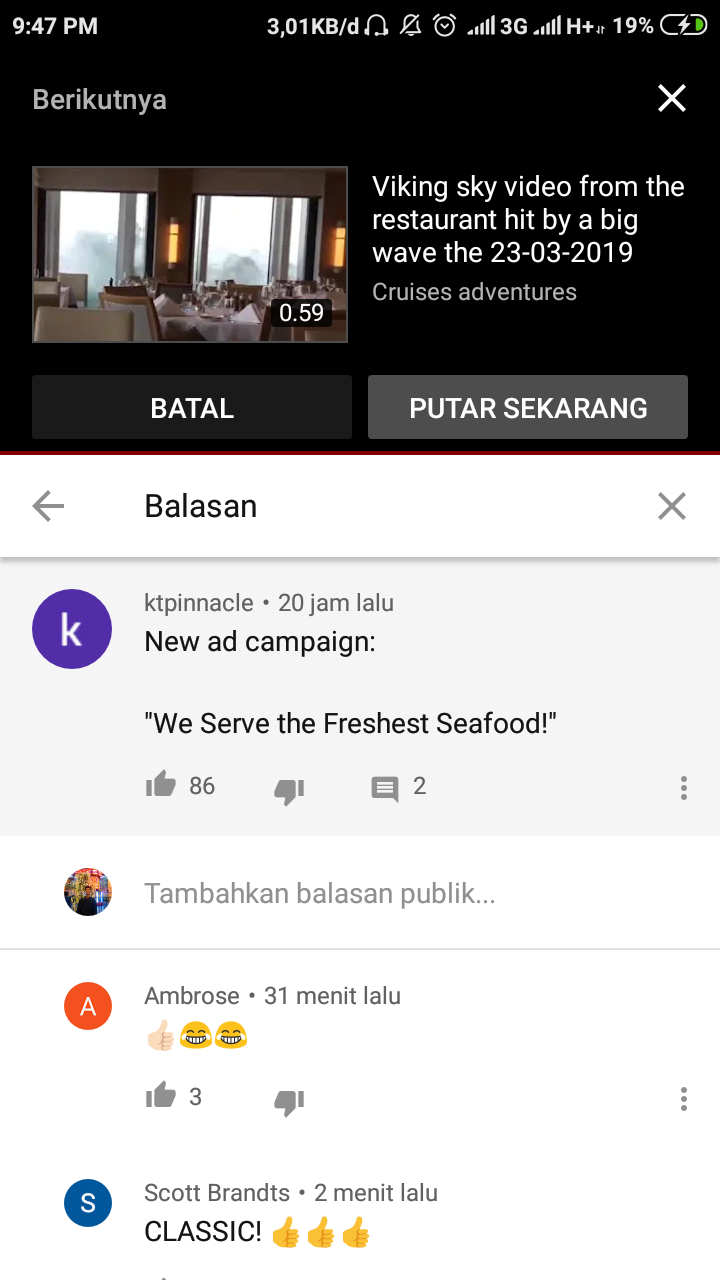 9:47 PM 3,01KB/d 3G H+ 19%
Berikutnya
Viking sky video from the
restaurant hit by a big
wave the 23-03-2019
Cruises adventures
0.59
BATAL PUTAR SEKARANG
Balasan
k
ktpinnacle • 20 jam lalu
New ad campaign:
"We Serve the Freshest Seafood!"
86 2
Tambahkan balasan publik...
A
Ambrose • 31 menit lalu
👍🏻😂😂
3
S
Scott Brandts • 2 menit lalu
CLASSIC! 👍👍👍